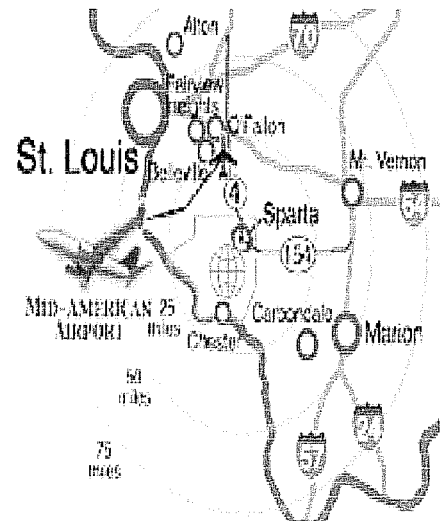 Alton
70
Fairview
Heights
O'Fallon
St. Louis
Belleville
Mt. Vernon
4
Sparta
154
MID-AMERICAN
AIRPORT
25
miles
Chester
Carbondale
Marion
50
miles
75
miles
57
24